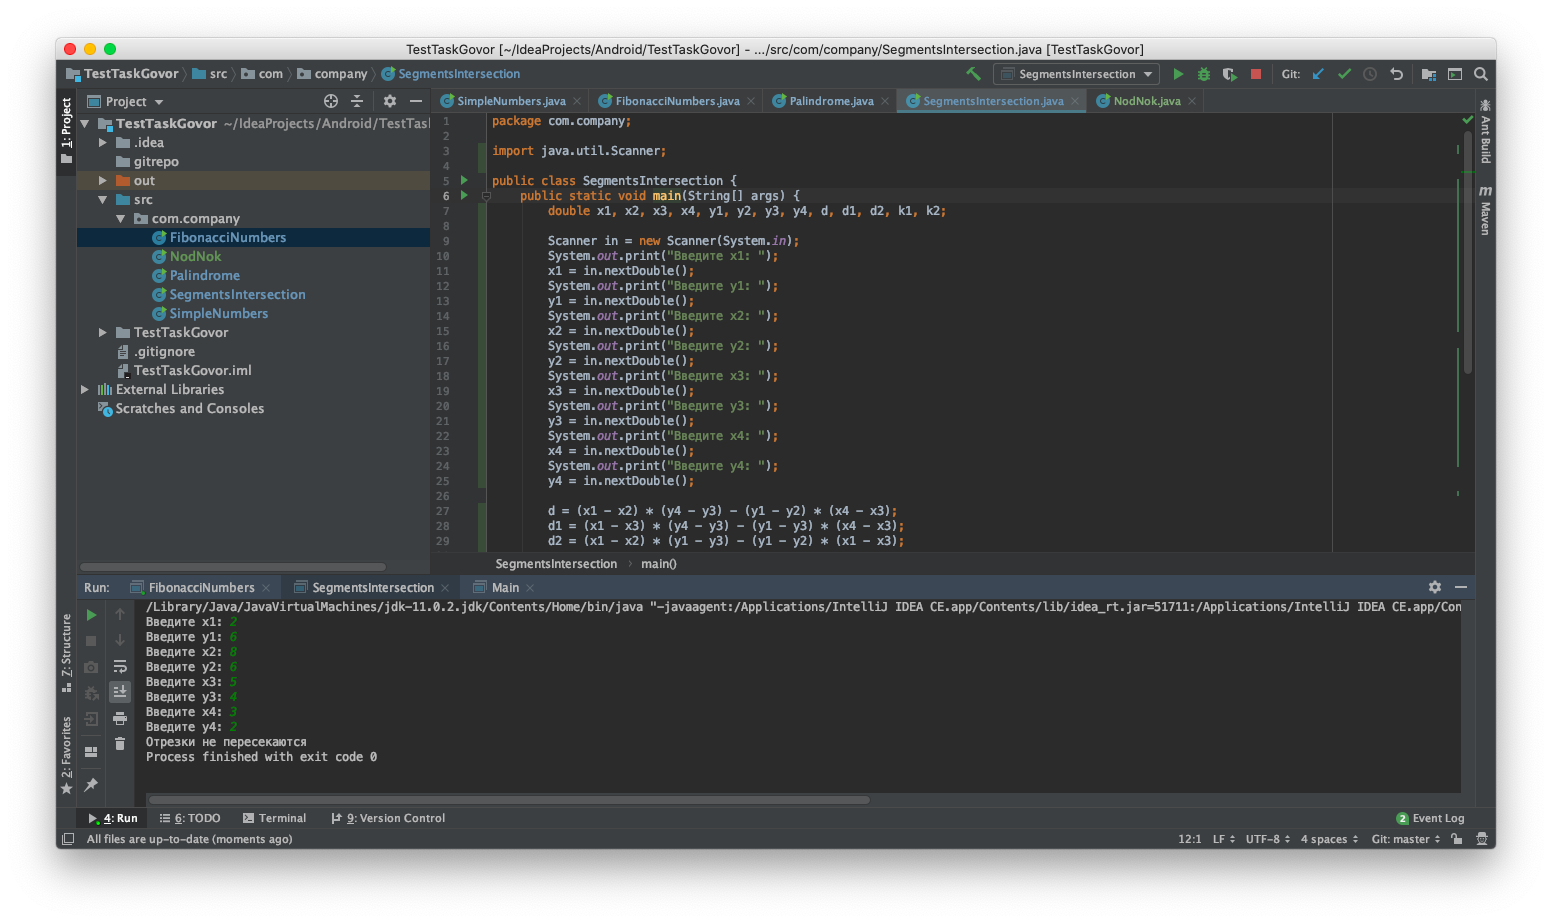 TestTaskGovor [~/IdeaProjects/Android/TestTaskGovor] - .../src/com/company/SegmentsIntersection.java [TestTaskGovor]
TestTaskGovor src com company SegmentsIntersection
SegmentsIntersection Git:
1: Project
Project
SimpleNumbers.java FibonacciNumbers.java Palindrome.java SegmentsIntersection.java NodNok.java
TestTaskGovor ~/IdeaProjects/Android/TestTas
.idea
gitrepo
out
src
com.company
FibonacciNumbers
NodNok
Palindrome
SegmentsIntersection
SimpleNumbers
TestTaskGovor
.gitignore
TestTaskGovor.iml
External Libraries
Scratches and Consoles
1 package com.company;
2
3 import java.util.Scanner;
4
5 public class SegmentsIntersection {
6 public static void main(String[] args) {
7 double x1, x2, x3, x4, y1, y2, y3, y4, d, d1, d2, k1, k2;
8
9 Scanner in = new Scanner(System.in);
10 System.out.print("Введите x1: ");
11 x1 = in.nextDouble();
12 System.out.print("Введите y1: ");
13 y1 = in.nextDouble();
14 System.out.print("Введите x2: ");
15 x2 = in.nextDouble();
16 System.out.print("Введите y2: ");
17 y2 = in.nextDouble();
18 System.out.print("Введите x3: ");
19 x3 = in.nextDouble();
20 System.out.print("Введите y3: ");
21 y3 = in.nextDouble();
22 System.out.print("Введите x4: ");
23 x4 = in.nextDouble();
24 System.out.print("Введите y4: ");
25 y4 = in.nextDouble();
26
27 d = (x1 - x2) * (y4 - y3) - (y1 - y2) * (x4 - x3);
28 d1 = (x1 - x3) * (y4 - y3) - (y1 - y3) * (x4 - x3);
29 d2 = (x1 - x2) * (y1 - y3) - (y1 - y2) * (x1 - x3);
SegmentsIntersection › main()
Ant Build
m Maven
Run: FibonacciNumbers SegmentsIntersection Main
/Library/Java/JavaVirtualMachines/jdk-11.0.2.jdk/Contents/Home/bin/java "-javaagent:/Applications/IntelliJ IDEA CE.app/Contents/lib/idea_rt.jar=51711:/Applications/IntelliJ IDEA CE.app/Con
Введите x1: 2
Введите y1: 6
Введите x2: 8
Введите y2: 6
Введите x3: 5
Введите y3: 4
Введите x4: 3
Введите y4: 2
Отрезки не пересекаются
Process finished with exit code 0
Z: Structure
2: Favorites
4: Run 6: TODO Terminal 9: Version Control 2 Event Log
All files are up-to-date (moments ago) 12:1 LF UTF-8 4 spaces Git: master